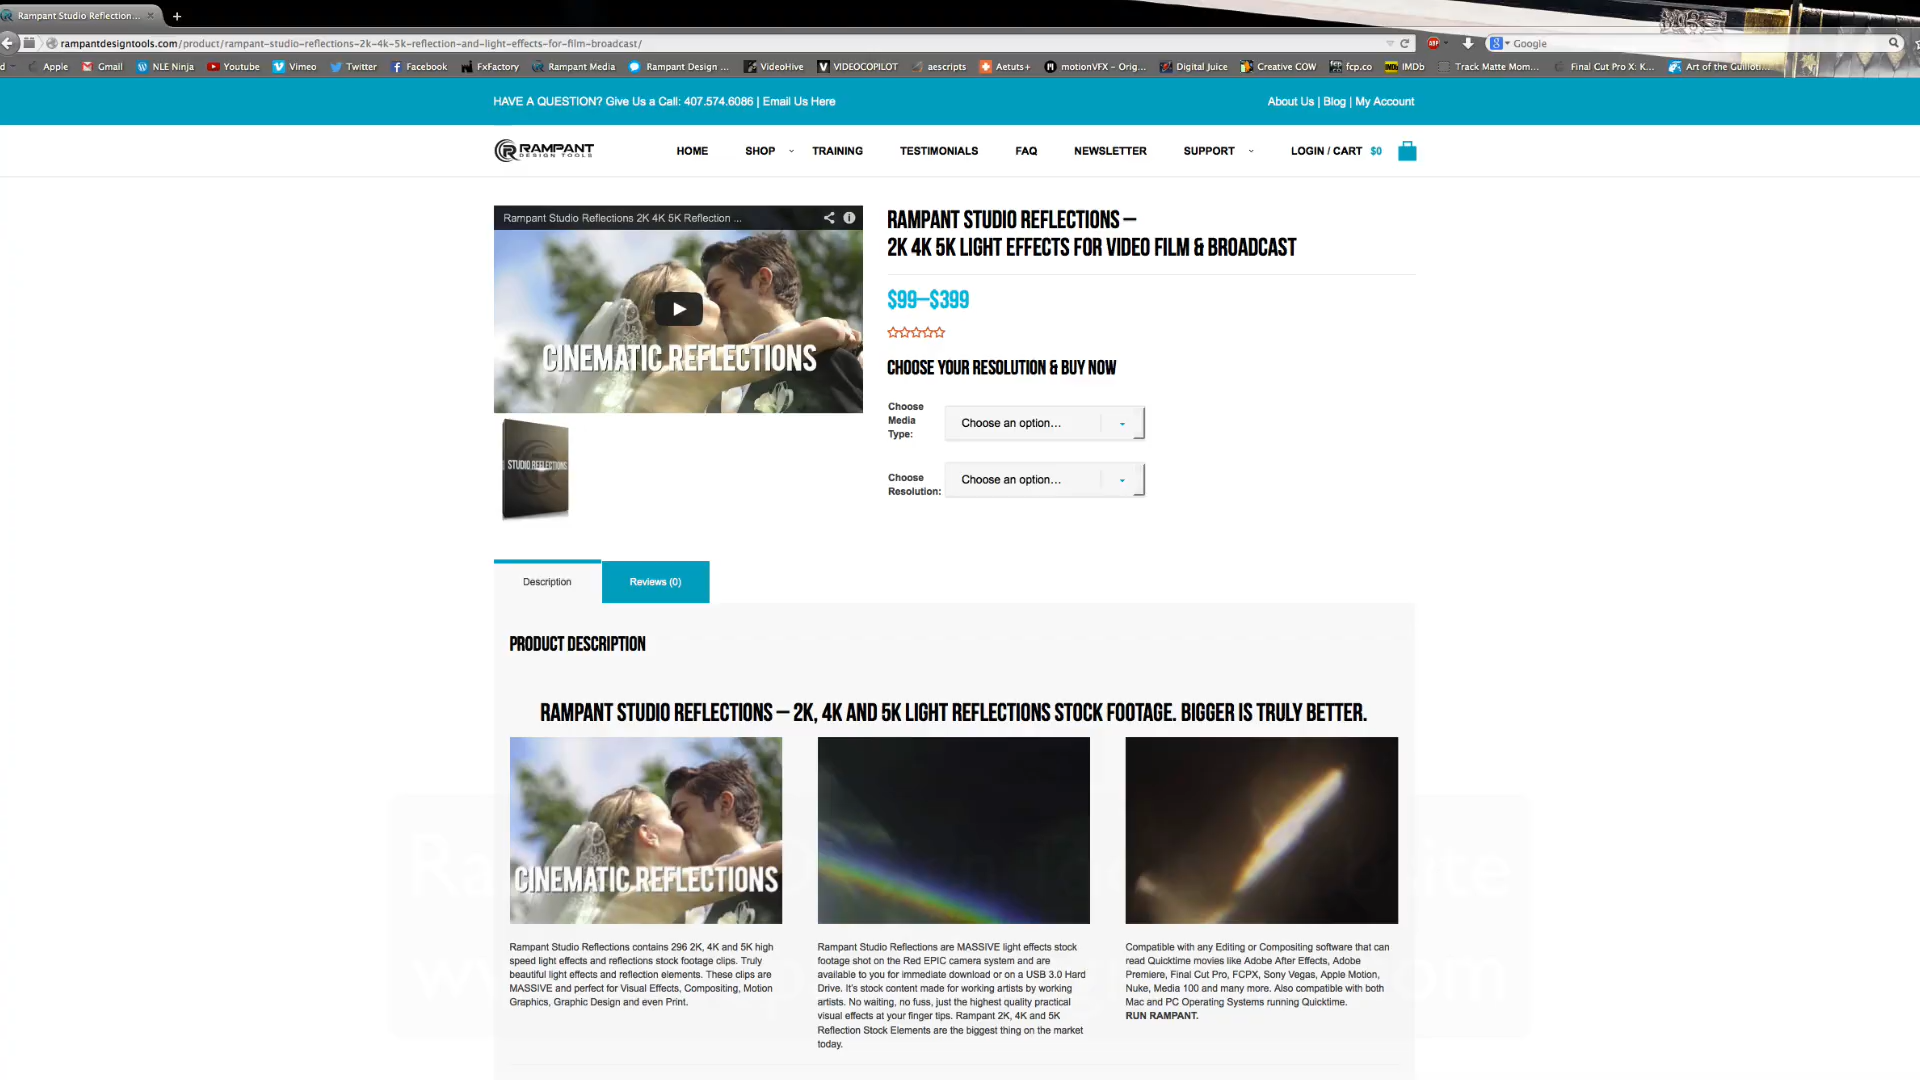 Rampant Studio Reflection...
rampantdesigntools.com/product/rampant-studio-reflections-2k-4k-5k-reflection-and-light-effects-for-film-broadcast/
Google
Apple Gmail NLE Ninja Youtube Vimeo Twitter Facebook FxFactory Rampant Media Rampant Design ... VideoHive VIDEOCOPILOT aescripts Aetuts+ motionVFX - Orig... Digital Juice Creative COW fcp.co IMDb Track Matte Mom... Final Cut Pro X: K... Art of the Guilloti...
HAVE A QUESTION? Give Us a Call: 407.574.6086 | Email Us Here
About Us | Blog | My Account
RAMPANT
DESIGN TOOLS
HOME SHOP TRAINING TESTIMONIALS FAQ NEWSLETTER SUPPORT LOGIN / CART $0
Rampant Studio Reflections 2K 4K 5K Reflection ...
CINEMATIC REFLECTIONS
STUDIO REFLECTIONS
RAMPANT STUDIO REFLECTIONS –
2K 4K 5K LIGHT EFFECTS FOR VIDEO FILM & BROADCAST
$99–$399
CHOOSE YOUR RESOLUTION & BUY NOW
Choose
Media
Type:
Choose an option...
Choose
Resolution:
Choose an option...
Description
Reviews (0)
PRODUCT DESCRIPTION
RAMPANT STUDIO REFLECTIONS – 2K, 4K AND 5K LIGHT REFLECTIONS STOCK FOOTAGE. BIGGER IS TRULY BETTER.
CINEMATIC REFLECTIONS
Rampant Studio Reflections contains 296 2K, 4K and 5K high
speed light effects and reflections stock footage clips. Truly
beautiful light effects and reflection elements. These clips are
MASSIVE and perfect for Visual Effects, Compositing, Motion
Graphics, Graphic Design and even Print.
Rampant Studio Reflections are MASSIVE light effects stock
footage shot on the Red EPIC camera system and are
available to you for immediate download or on a USB 3.0 Hard
Drive. It's stock content made for working artists by working
artists. No waiting, no fuss, just the highest quality practical
visual effects at your finger tips. Rampant 2K, 4K and 5K
Reflection Stock Elements are the biggest thing on the market
today.
Compatible with any Editing or Compositing software that can
read Quicktime movies like Adobe After Effects, Adobe
Premiere, Final Cut Pro, FCPX, Sony Vegas, Apple Motion,
Nuke, Media 100 and many more. Also compatible with both
Mac and PC Operating Systems running Quicktime.
RUN RAMPANT.